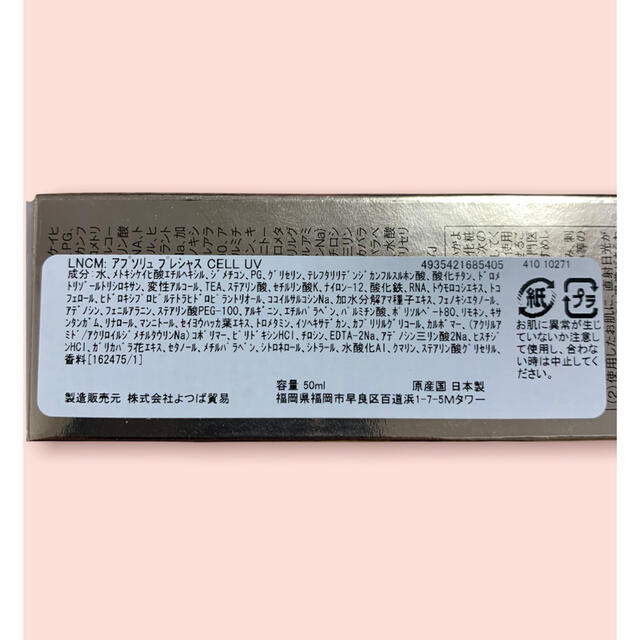 LNCM: アプソリュ プレシャス CELL UV
4935421685405
410 10271
成分:水、メトキシケイヒ酸エチルヘキシル、ジメチコン、PG、グリセリン、テレフタリリデンジカンフルスルホン酸、酸化チタン、ドロメ
トリゾールトリシロキサン、変性アルコール、TEA、ステアリン酸、セチルリン酸K、ナイロン-12、酸化鉄、RNA、トウモロコシエキス、トコ
フェロール、ヒドロキシプロピルテトラヒドロピラントリオール、ココイルサルコシンNa、加水分解アマ種子エキス、フェノキシエタノール、
アデノシン、フェニルアラニン、ステアリン酸PEG-100、アルギニン、エチルパラベン、パルミチン酸、ポリソルベート80、リモネン、キサ
ンタンガム、リナロール、マンニトール、セイヨウハッカ葉エキス、トロメタミン、イソヘキサデカン、カプリリルグリコール、カルボマー、(アクリルア
ミド/アクリロイルジメチルタウリンNa)コポリマー、ピリドキシンHCl、チロシン、EDTA-2Na、アデノシン三リン酸2Na、ヒスチジ
ンHCl、ガリカバラ花エキス、セタノール、メチルパラベン、シトロネロール、シトラール、水酸化Al、クマリン、ステアリン酸グリセリル、
香料[162475/1]
容量 50ml
原産国 日本製
製造販売元 株式会社よつば貿易
福岡県福岡市早良区百道浜1-7-5Mタワー
紙
プラ
お肌に異常が生じ
ていないか注意して
て使用し、合わな
い時は中止してく
ださい。